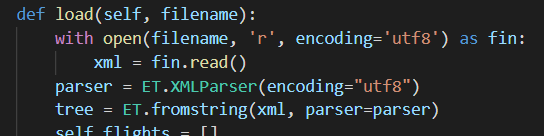 def load(self, filename):
    with open(filename, 'r', encoding='utf8') as fin:
        xml = fin.read()
    parser = ET.XMLParser(encoding="utf8")
    tree = ET.fromstring(xml, parser=parser)
    self.flights = []